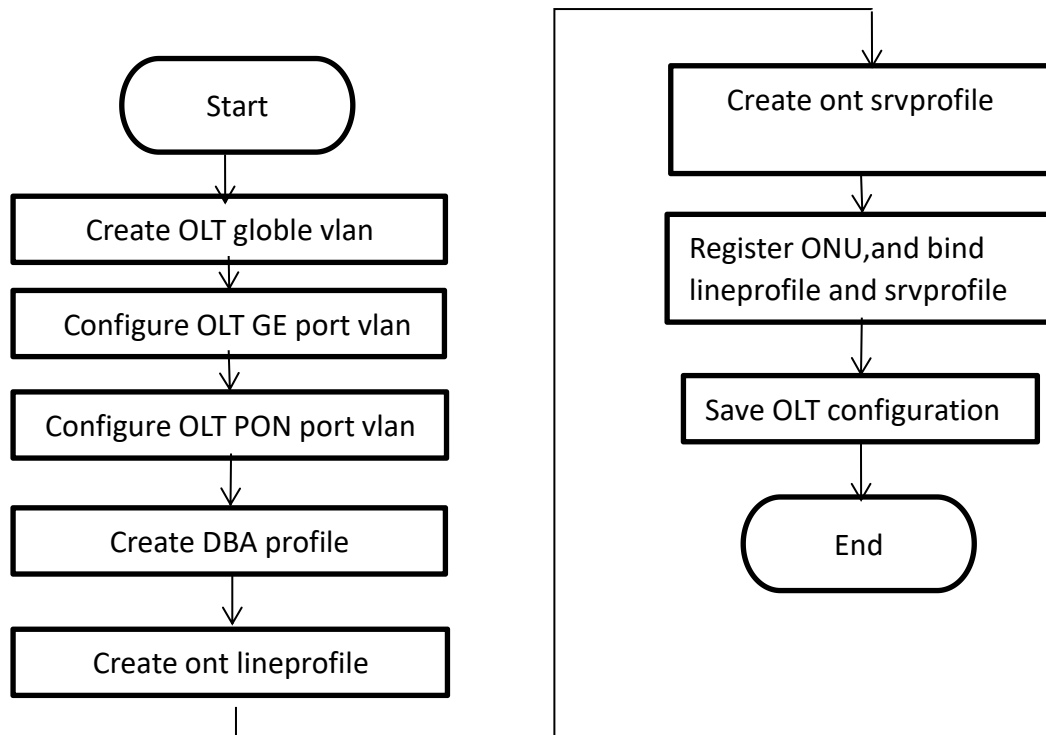 Start
Create OLT globle vlan
Configure OLT GE port vlan
Configure OLT PON port vlan
Create DBA profile
Create ont lineprofile
Create ont srvprofile
Register ONU,and bind
lineprofile and srvprofile
Save OLT configuration
End